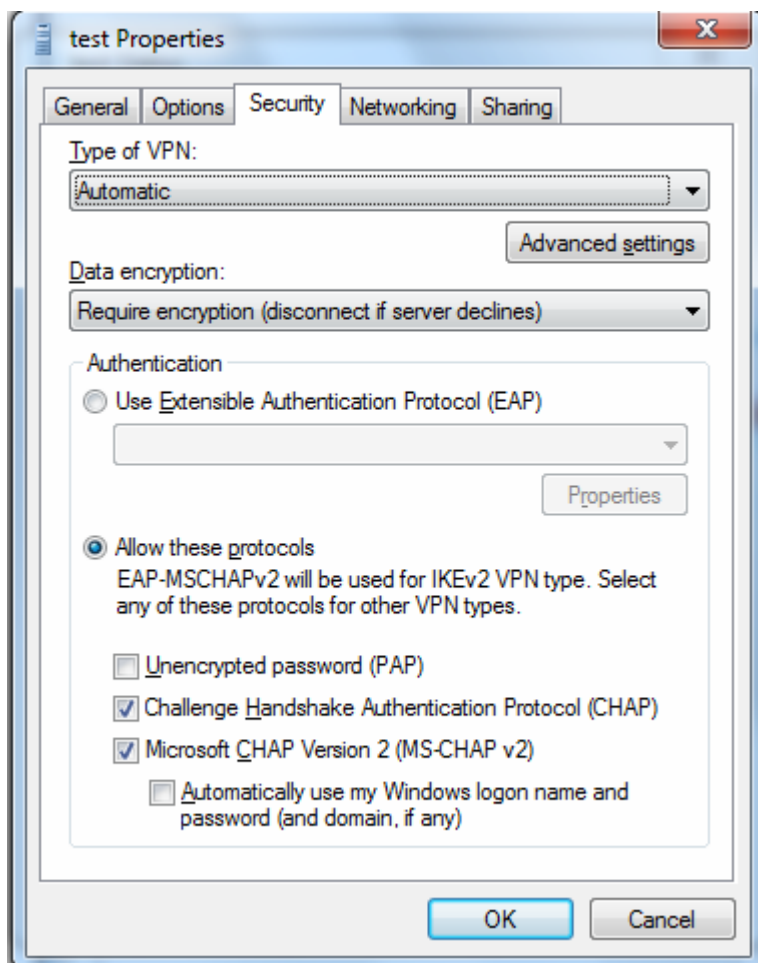 test Properties
General Options Security Networking Sharing
Type of VPN:
Automatic
Advanced settings
Data encryption:
Require encryption (disconnect if server declines)
Authentication
Use Extensible Authentication Protocol (EAP)
Properties
Allow these protocols
EAP-MSCHAPv2 will be used for IKEv2 VPN type. Select
any of these protocols for other VPN types.
Unencrypted password (PAP)
Challenge Handshake Authentication Protocol (CHAP)
Microsoft CHAP Version 2 (MS-CHAP v2)
Automatically use my Windows logon name and
password (and domain, if any)
OK Cancel